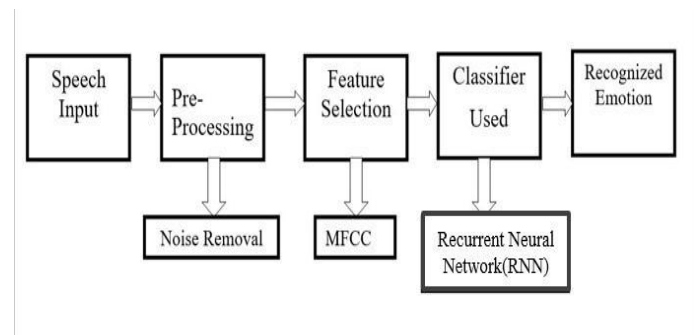 Speech
Input
Pre-
Processing
Feature
Selection
Classifier
Used
Recognized
Emotion
Noise Removal
MFCC
Recurrent Neural
Network(RNN)